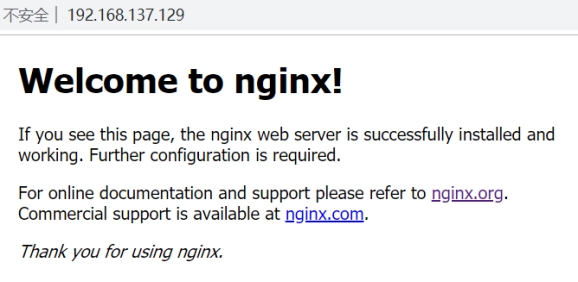 不安全 | 192.168.137.129
Welcome to nginx!
If you see this page, the nginx web server is successfully installed and
working. Further configuration is required.
For online documentation and support please refer to nginx.org.
Commercial support is available at nginx.com.
Thank you for using nginx.